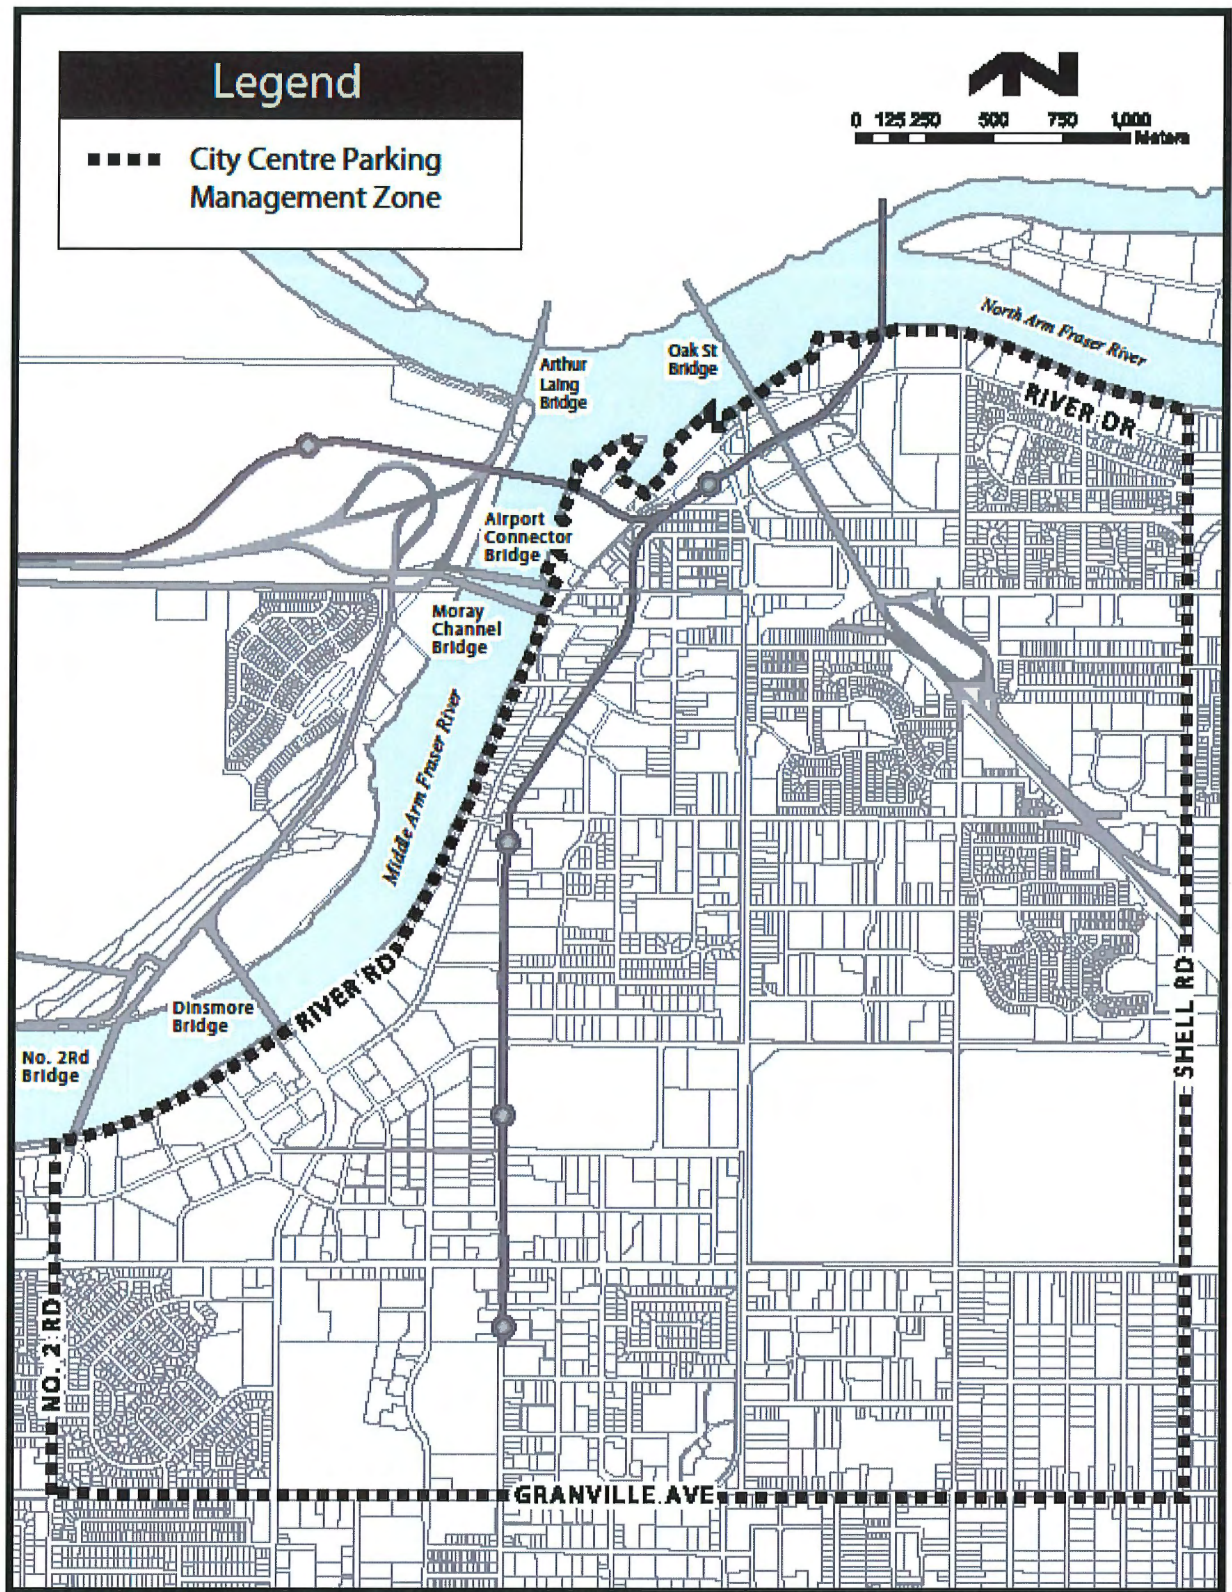 Legend
City Centre Parking
Management Zone
N
0 125 250 500 750 1,000
Meters
North Arm Fraser River
Oak St
Bridge
Arthur
Laing
Bridge
RIVER DR
Airport
Connector
Bridge
Moray
Channel
Bridge
Middle Arm Fraser River
RIVER RD
Dinsmore
Bridge
SHELL RD
No. 2Rd
Bridge
NO. 2 RD
GRANVILLE AVE